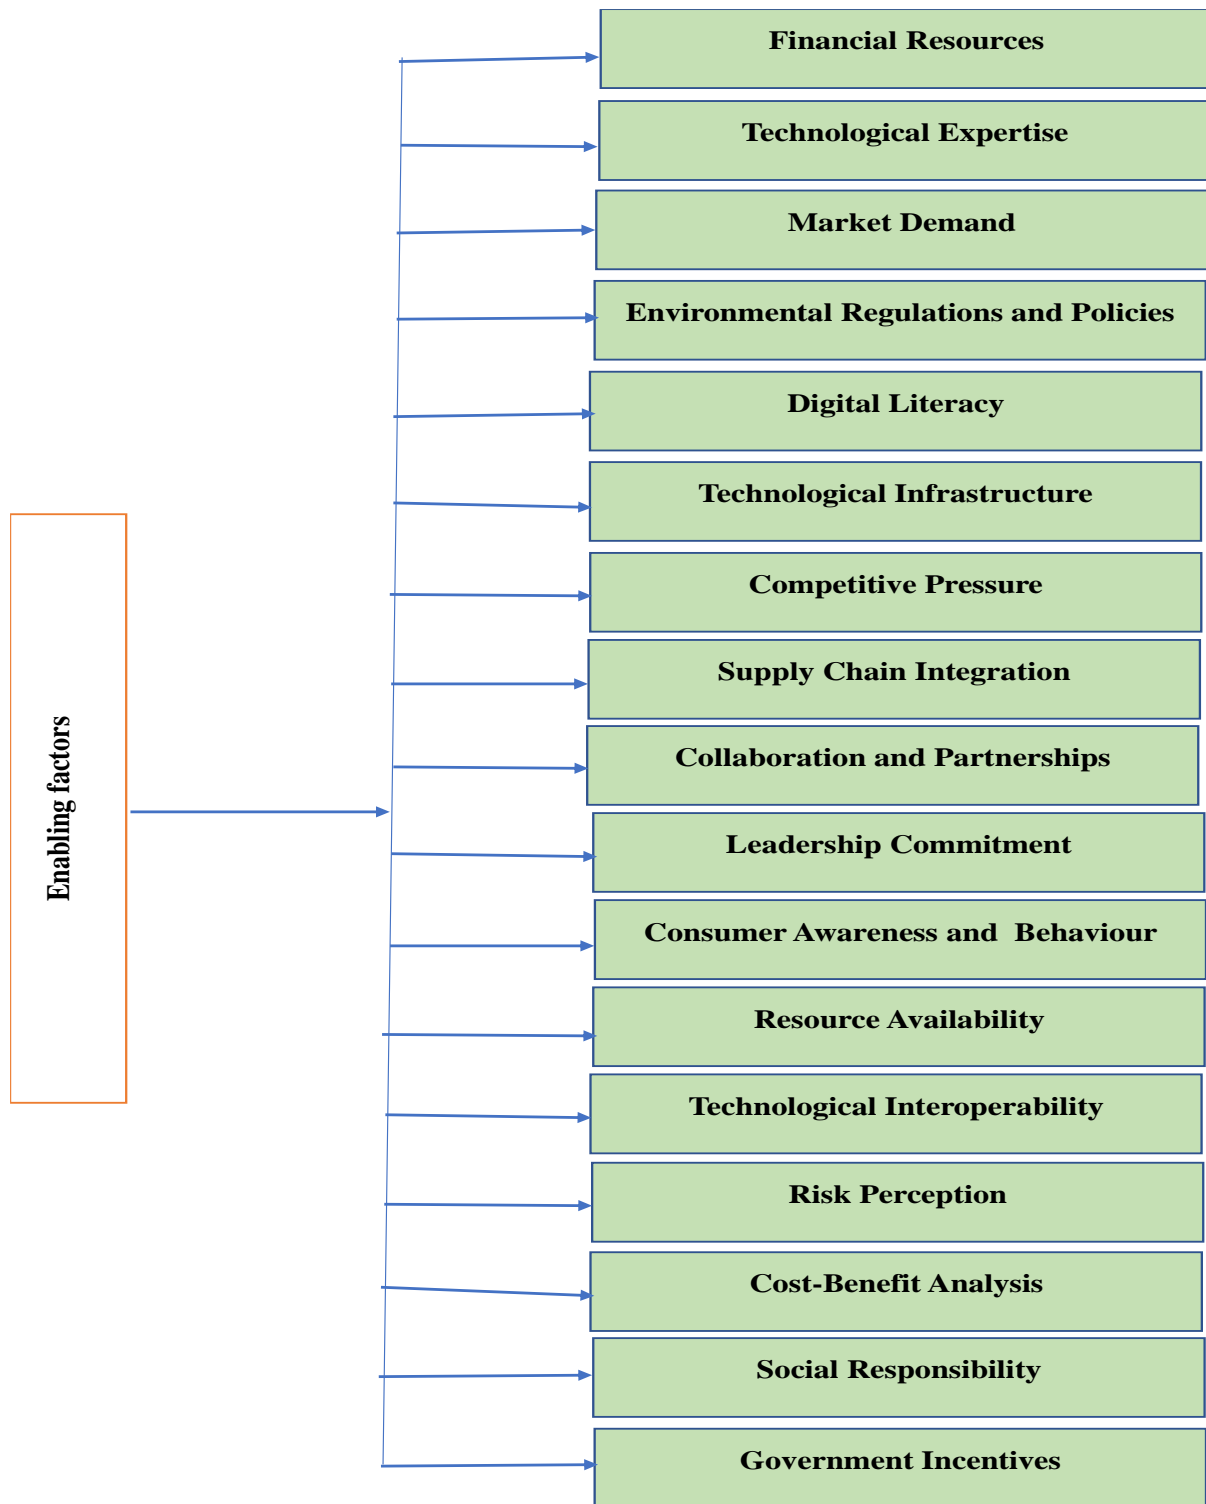 Financial Resources
Technological Expertise
Market Demand
Environmental Regulations and Policies
Digital Literacy
Technological Infrastructure
Competitive Pressure
Supply Chain Integration
Collaboration and Partnerships
Enabling factors
Leadership Commitment
Consumer Awareness and  Behaviour
Resource Availability
Technological Interoperability
Risk Perception
Cost-Benefit Analysis
Social Responsibility
Government Incentives